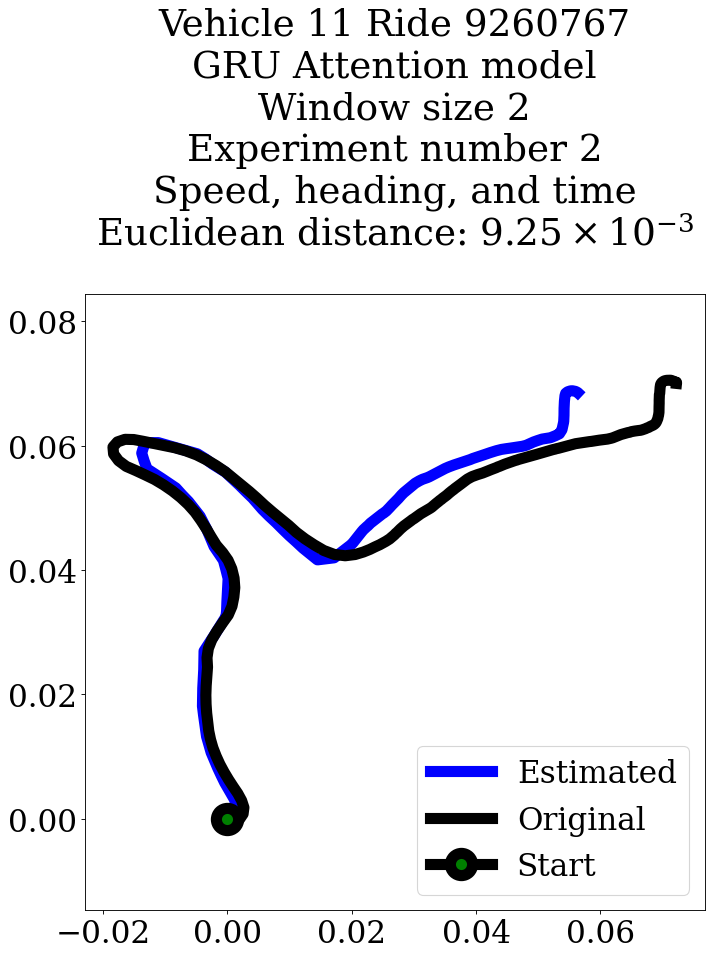 Vehicle 11 Ride 9260767
GRU Attention model
Window size 2
Experiment number 2
Speed, heading, and time
Euclidean distance: 9.25 × 10⁻³
0.08
0.06
0.04
0.02
0.00
Estimated
Original
Start
−0.02 0.00 0.02 0.04 0.06